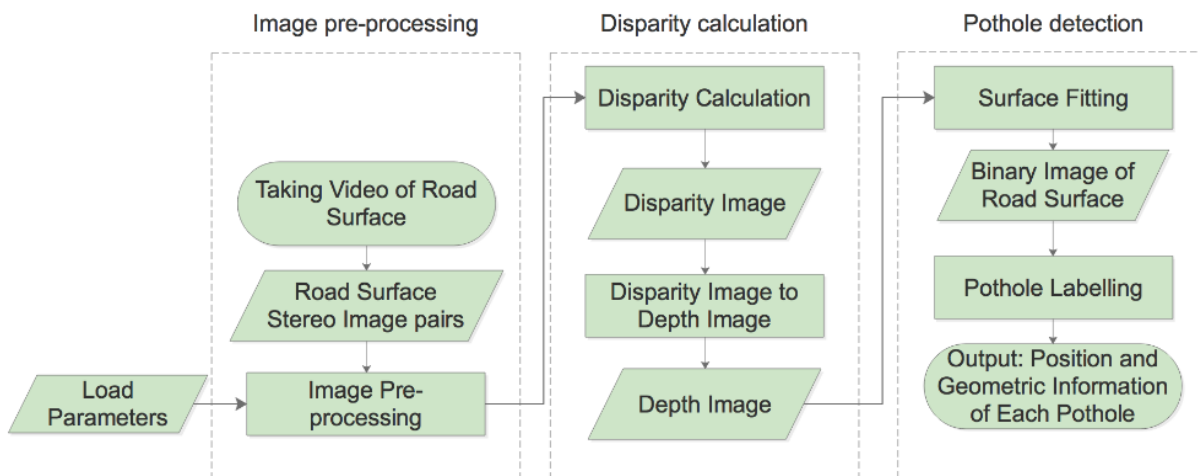 Image pre-processing
Disparity calculation
Pothole detection
Taking Video of Road
Surface
Road Surface
Stereo Image pairs
Load
Parameters
Image Pre-
processing
Disparity Calculation
Disparity Image
Disparity Image to
Depth Image
Depth Image
Surface Fitting
Binary Image of
Road Surface
Pothole Labelling
Output: Position and
Geometric Information
of Each Pothole